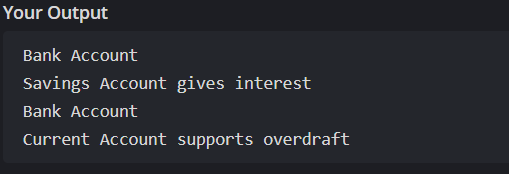 Your Output
Bank Account
Savings Account gives interest
Bank Account
Current Account supports overdraft